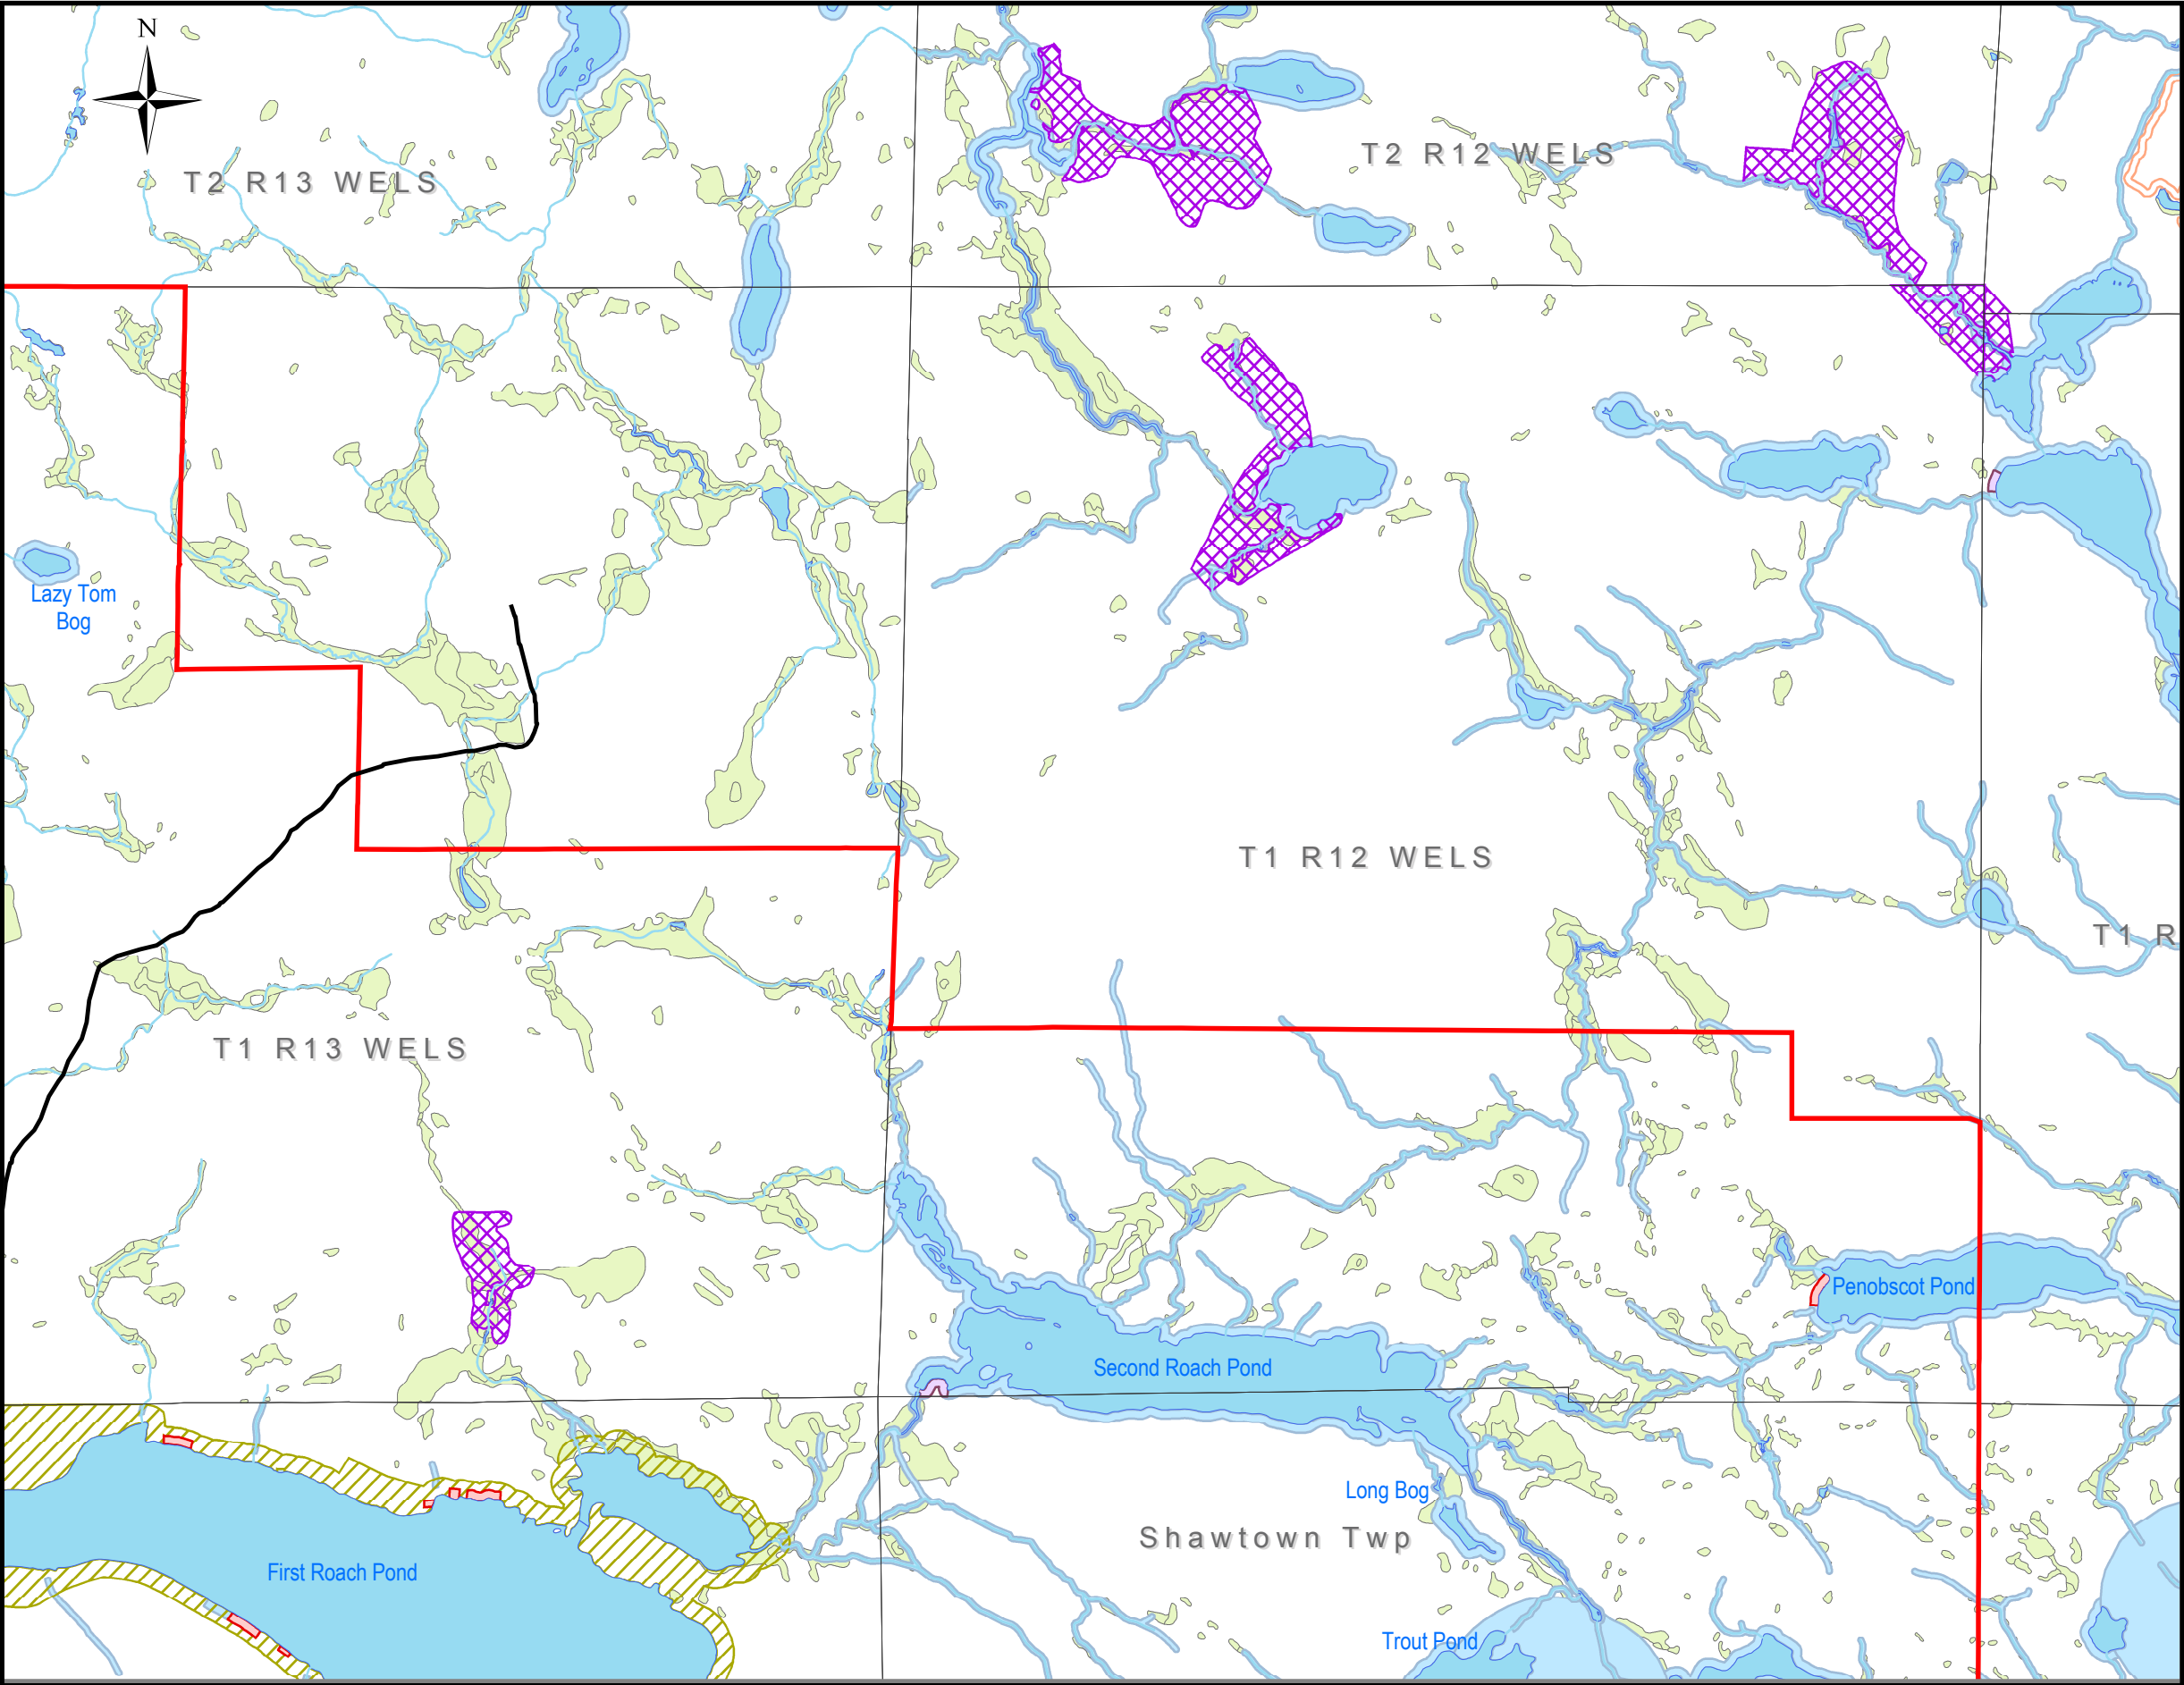 N
T2 R12 WELS
T2 R13 WELS
Lazy Tom
Bog
T1 R12 WELS
T1 R
T1 R13 WELS
Penobscot Pond
Second Roach Pond
Long Bog
Shawtown Twp
First Roach Pond
Trout Pond